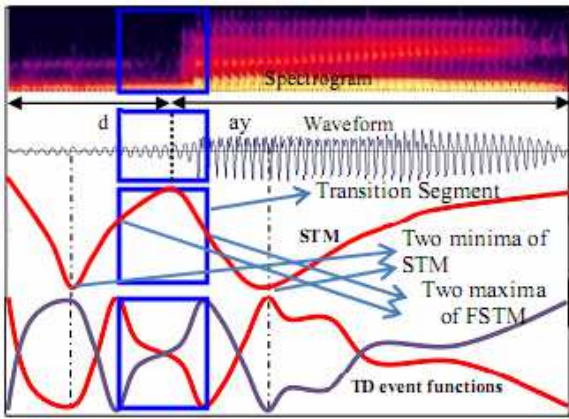 Spectrogram
d
ay
Waveform
Transition Segment
STM
Two minima of
STM
Two maxima
of FSTM
TD event functions